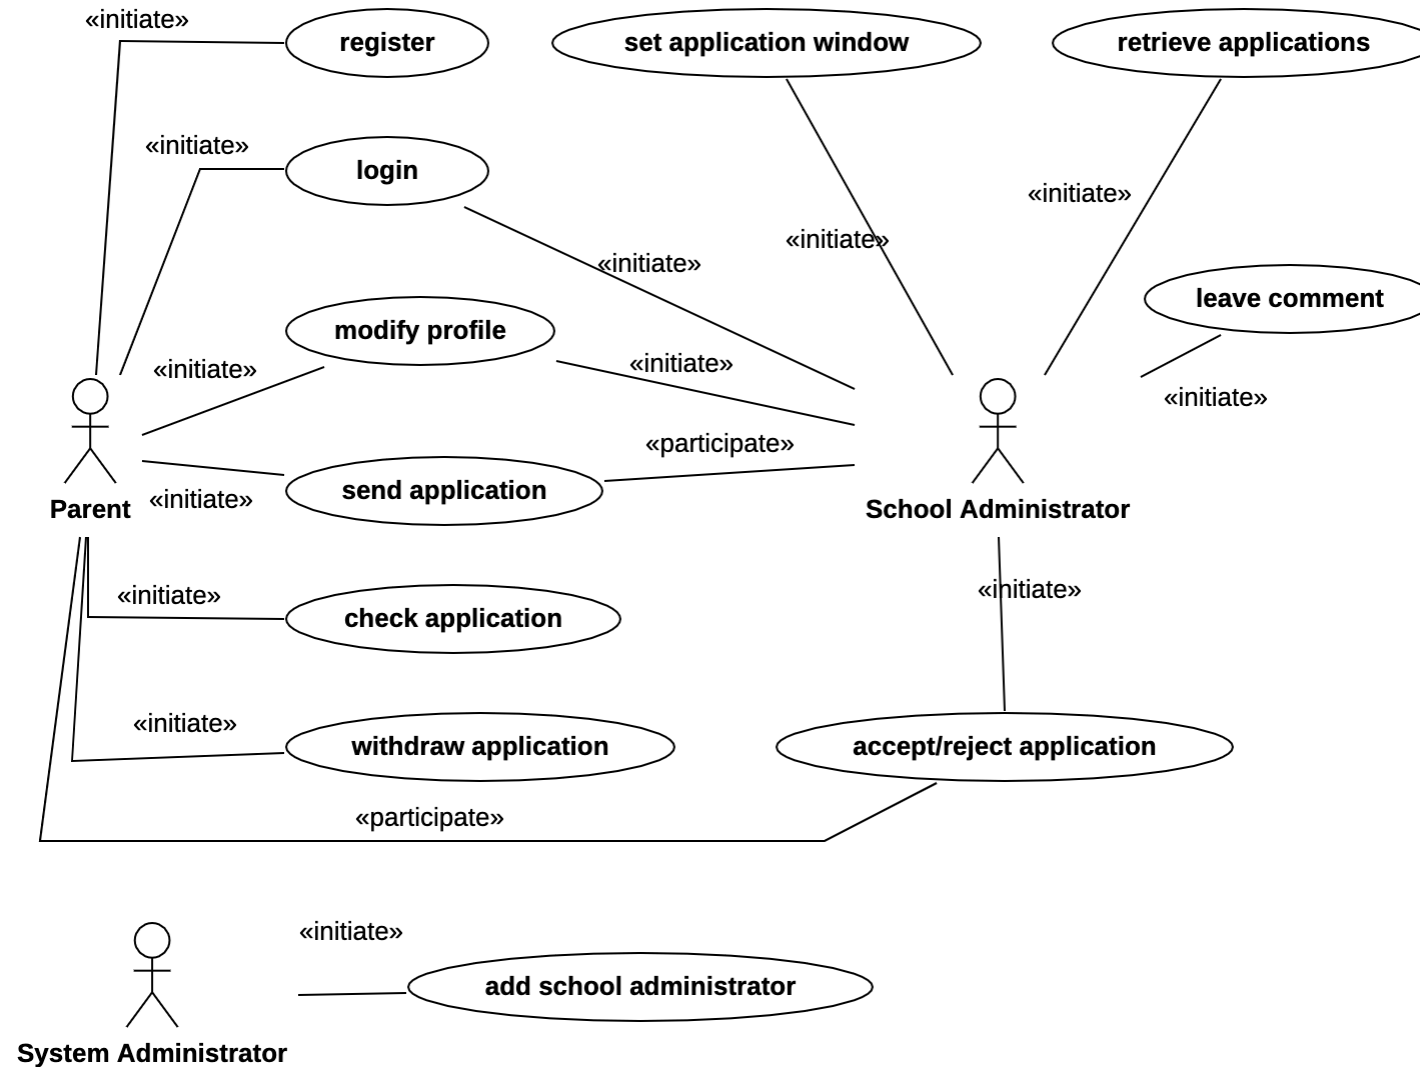 «initiate»
register
set application window
retrieve applications
«initiate»
login
«initiate»
«initiate»
«initiate»
leave comment
modify profile
«initiate»
«initiate»
«initiate»
«participate»
send application
«initiate»
Parent
School Administrator
«initiate»
«initiate»
check application
«initiate»
withdraw application
accept/reject application
«participate»
«initiate»
add school administrator
System Administrator